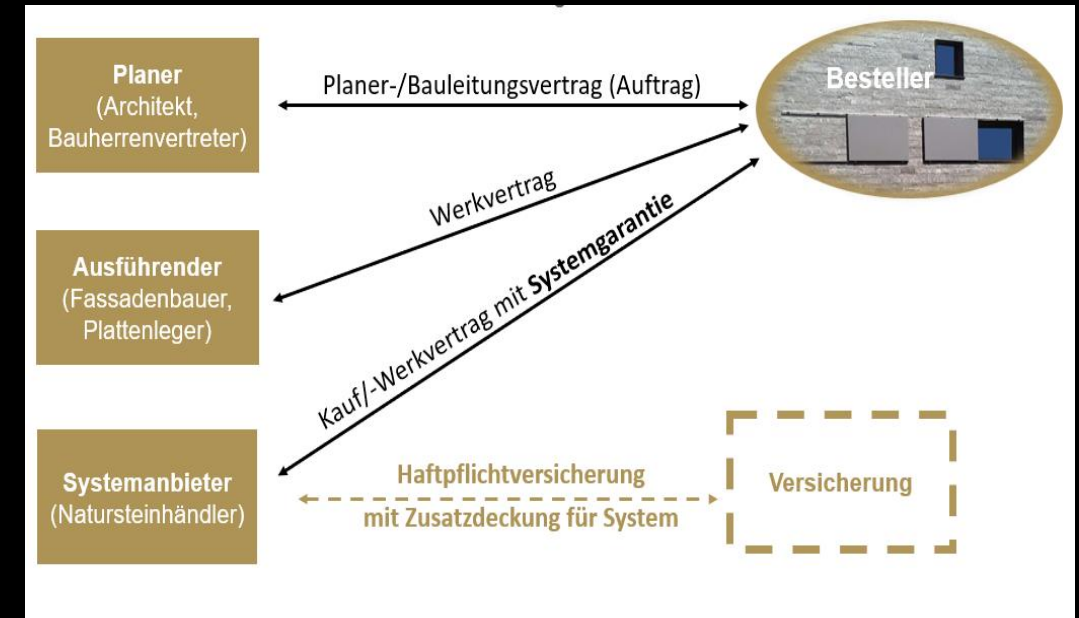 Planer
(Architekt,
Bauherrenvertreter)
Planer-/Bauleitungsvertrag (Auftrag)
Besteller
Werkvertrag
Ausführender
(Fassadenbauer,
Plattenleger)
Kauf/-Werkvertrag mit Systemgarantie
Systemanbieter
(Natursteinhändler)
Haftpflichtversicherung
mit Zusatzdeckung für System
Versicherung